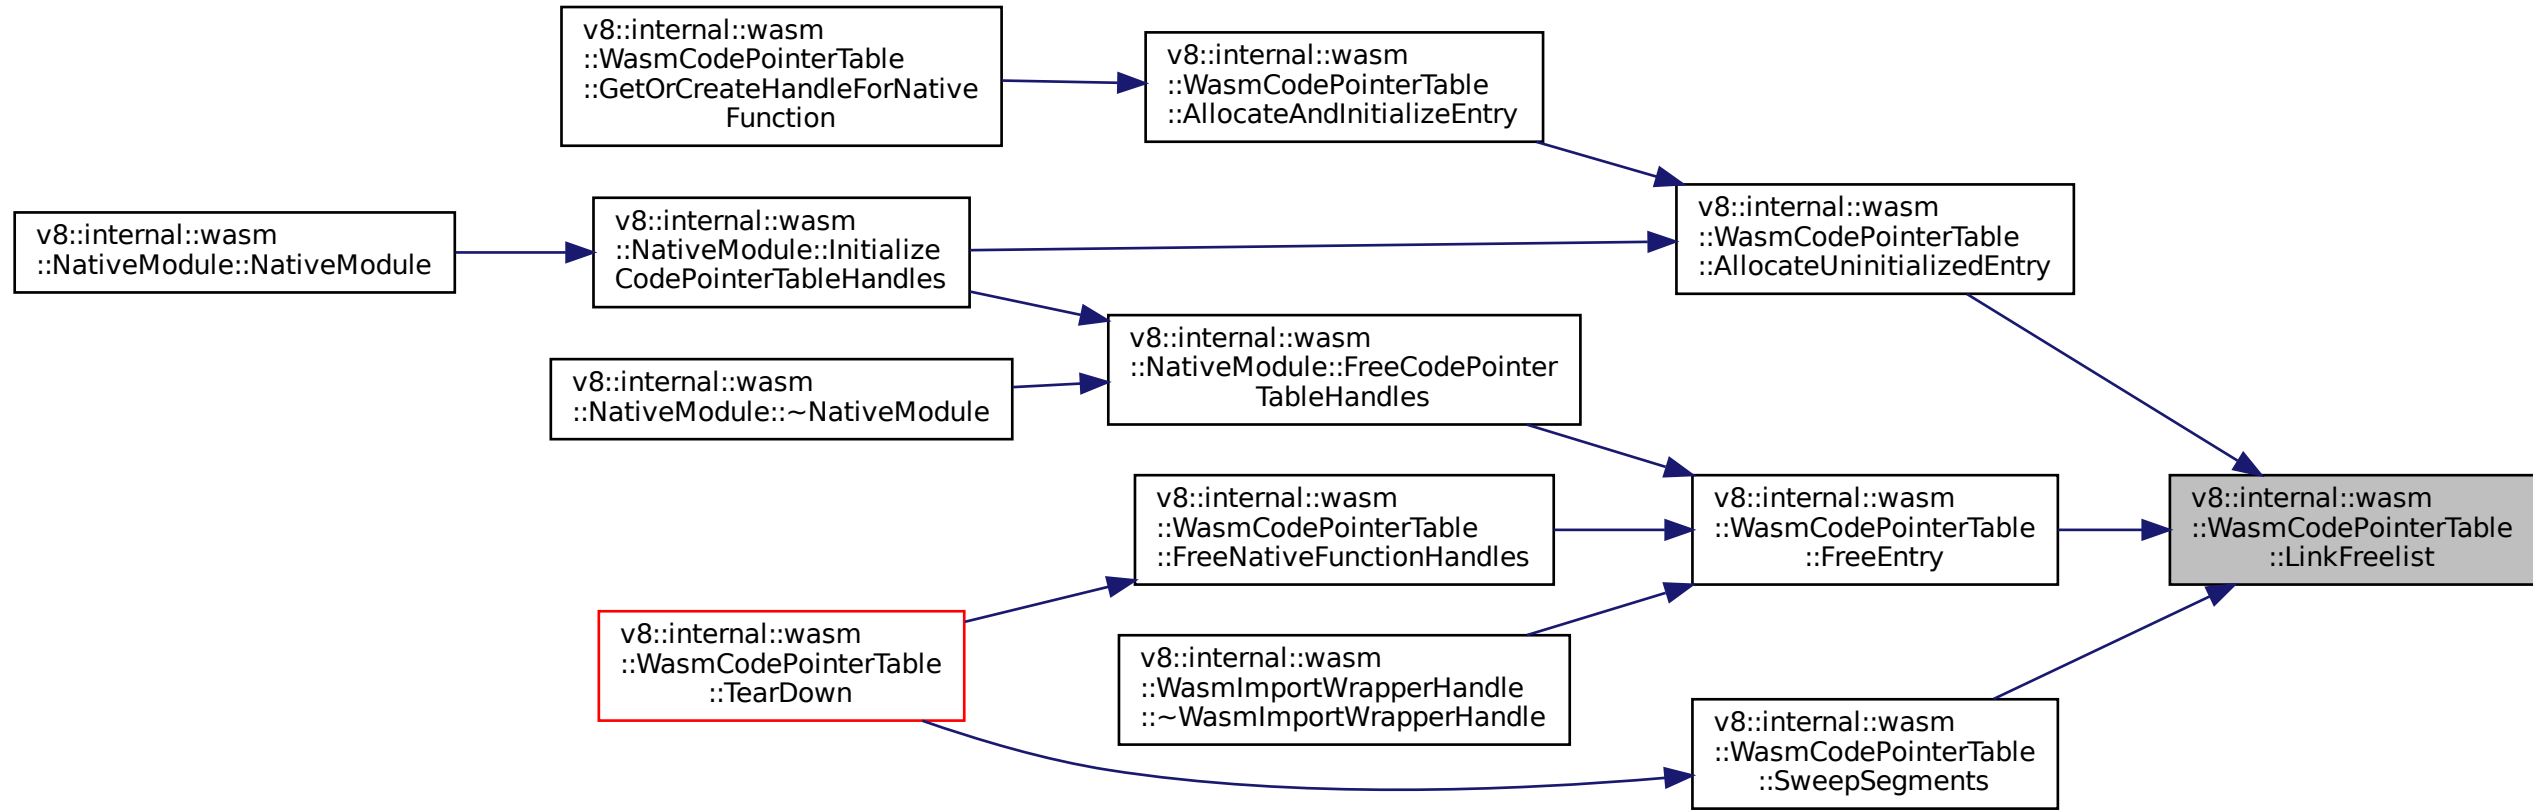 v8::internal::wasm
::WasmCodePointerTable
::GetOrCreateHandleForNative
Function
v8::internal::wasm
::WasmCodePointerTable
::AllocateAndInitializeEntry
v8::internal::wasm
::WasmCodePointerTable
::AllocateUninitializedEntry
v8::internal::wasm
::NativeModule::NativeModule
v8::internal::wasm
::NativeModule::Initialize
CodePointerTableHandles
v8::internal::wasm
::NativeModule::FreeCodePointer
TableHandles
v8::internal::wasm
::NativeModule::~NativeModule
v8::internal::wasm
::WasmCodePointerTable
::FreeNativeFunctionHandles
v8::internal::wasm
::WasmCodePointerTable
::FreeEntry
v8::internal::wasm
::WasmCodePointerTable
::LinkFreelist
v8::internal::wasm
::WasmCodePointerTable
::TearDown
v8::internal::wasm
::WasmImportWrapperHandle
::~WasmImportWrapperHandle
v8::internal::wasm
::WasmCodePointerTable
::SweepSegments